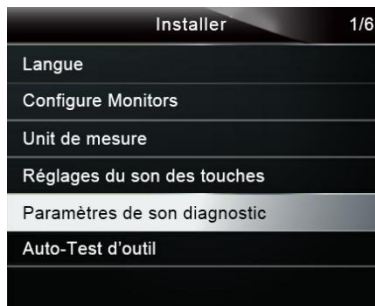 Installer 1/6
Langue
Configure Monitors
Unit de mesure
Réglages du son des touches
Paramètres de son diagnostic
Auto-Test d'outil